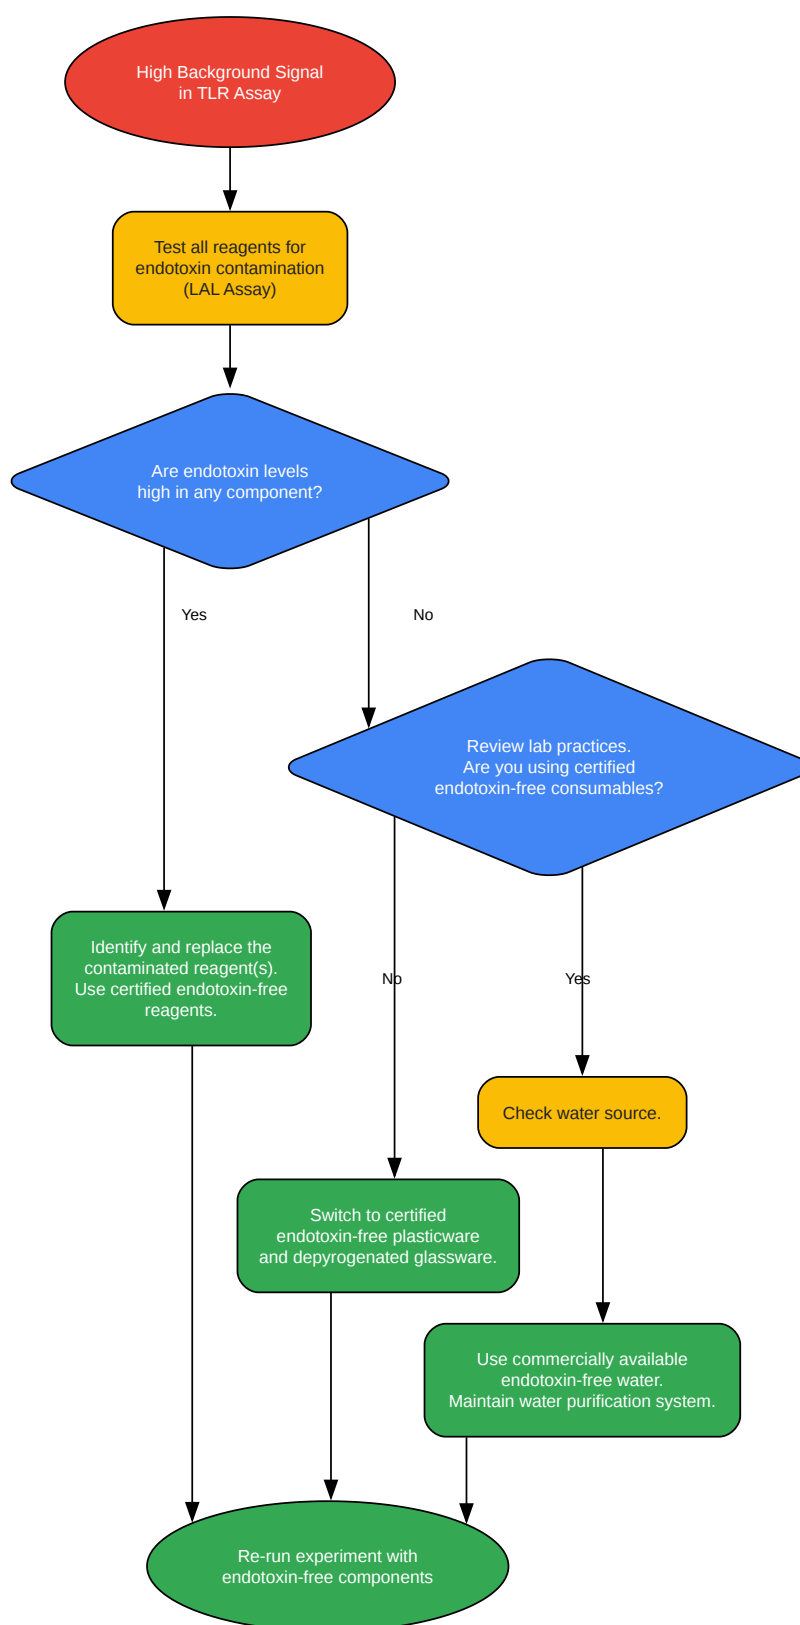 High Background Signal
in TLR Assay
Test all reagents for
endotoxin contamination
(LAL Assay)
Are endotoxin levels
high in any component?
Yes
No
Review lab practices.
Are you using certified
endotoxin-free consumables?
Identify and replace the
contaminated reagent(s).
Use certified endotoxin-free
reagents.
No
Yes
Check water source.
Switch to certified
endotoxin-free plasticware
and depyrogenated glassware.
Use commercially available
endotoxin-free water.
Maintain water purification system.
Re-run experiment with
endotoxin-free components